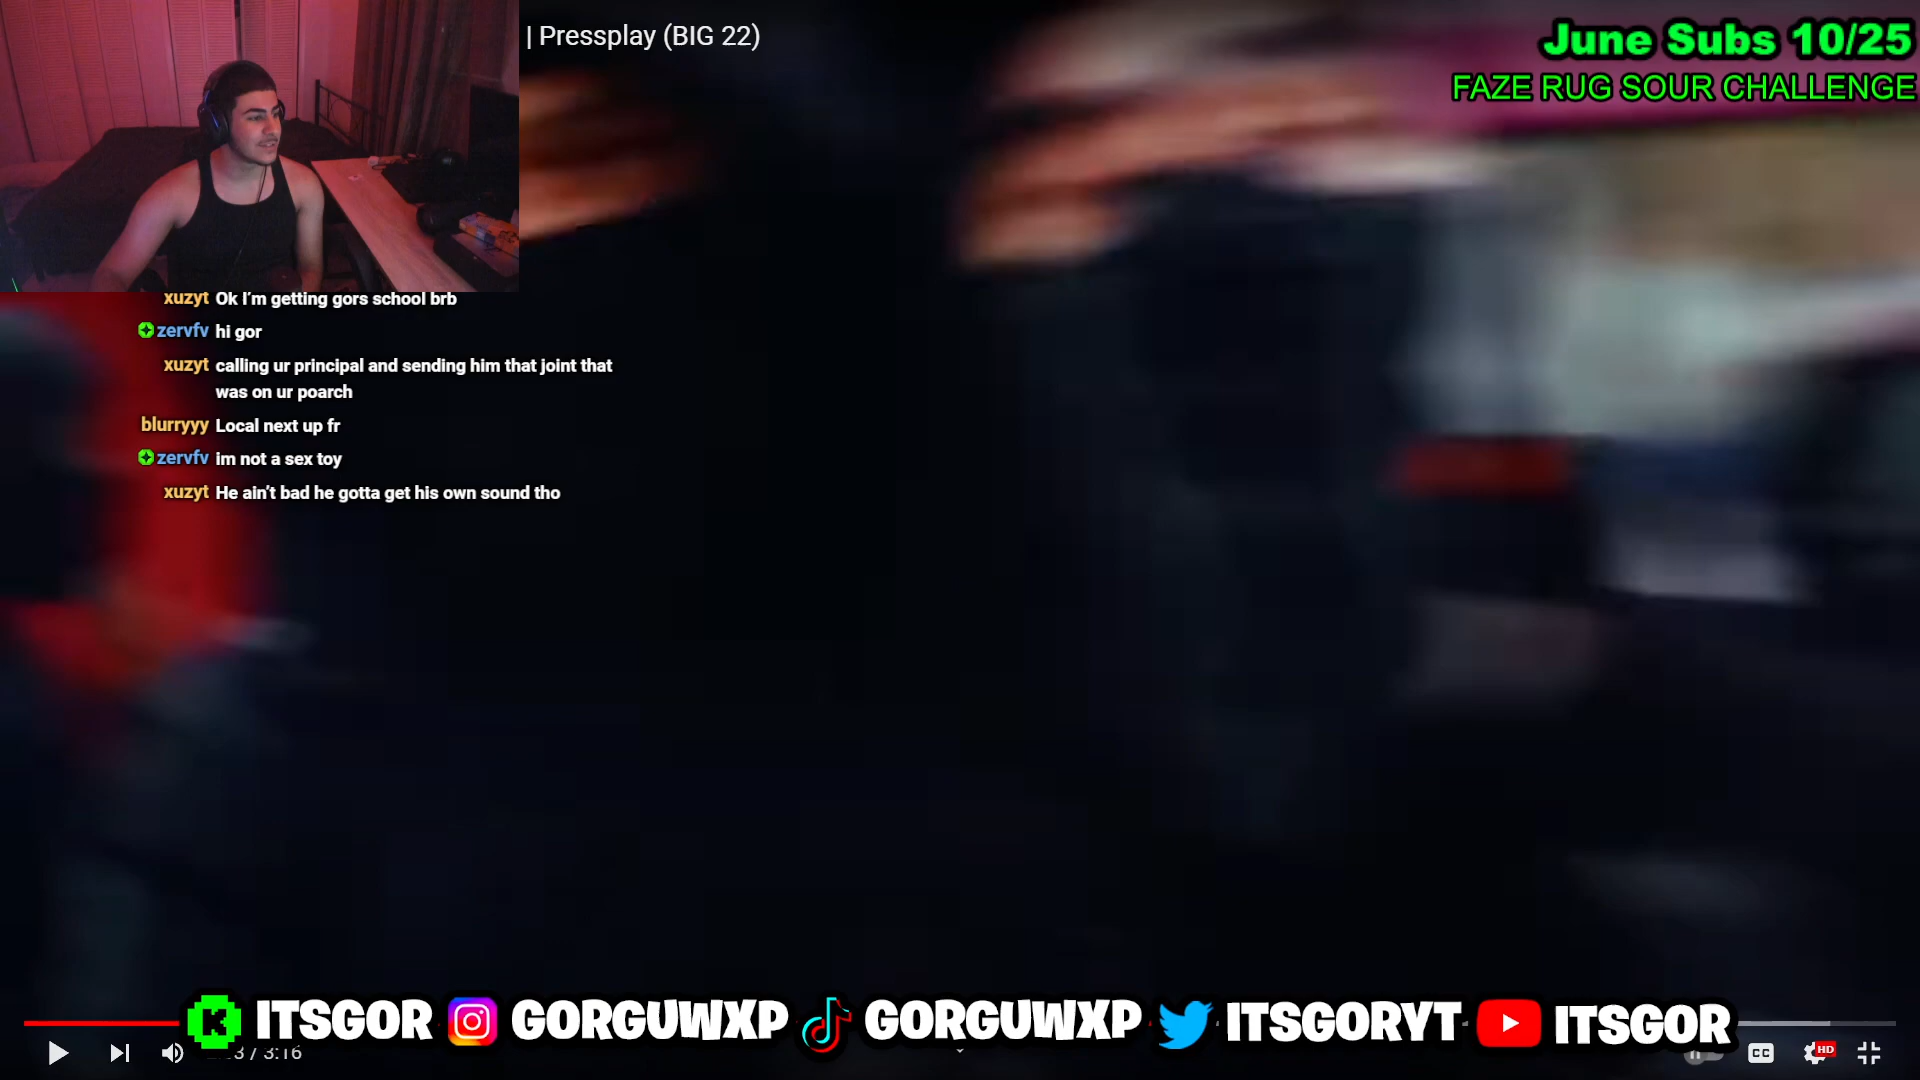 | Pressplay (BIG 22)
June Subs 10/25
FAZE RUG SOUR CHALLENGE
xuzyt Ok I'm getting gors school brb
zervfv hi gor
xuzyt calling ur principal and sending him that joint that
was on ur poarch
blurryyy Local next up fr
zervfv im not a sex toy
xuzyt He ain't bad he gotta get his own sound tho
K ITSGOR GORGUWXP GORGUWXP ITSGORYT ITSGOR
/ 3:16
CC HD